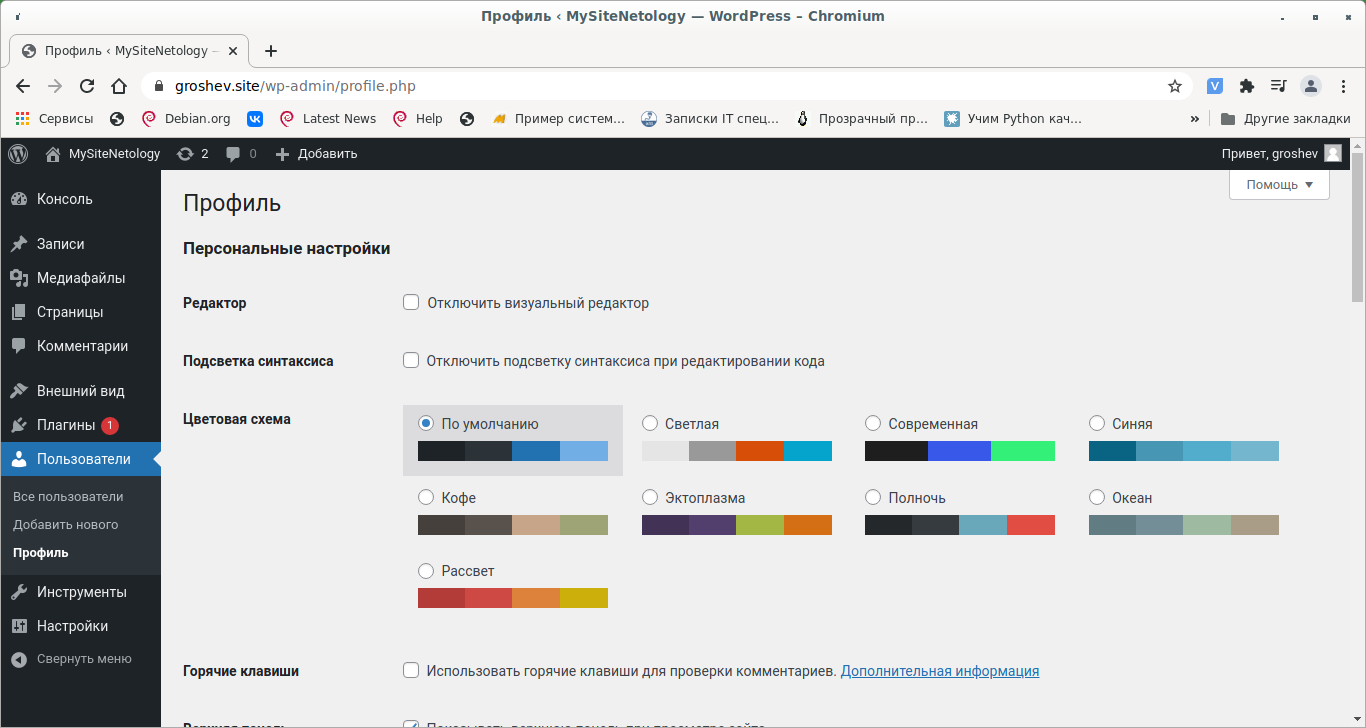 Профиль ‹ MySiteNetology — WordPress – Chromium
Профиль ‹ MySiteNetology –
groshev.site/wp-admin/profile.php
V
Сервисы Debian.org Latest News Help Пример систем… Записки IT спец… Прозрачный пр… Учим Python кач… » Другие закладки
MySiteNetology 2 0 Добавить Привет, groshev
Помощь
Консоль
Записи
Медиафайлы
Страницы
Комментарии
Внешний вид
Плагины 1
Пользователи
Все пользователи
Добавить нового
Профиль
Инструменты
Настройки
Свернуть меню
Профиль
Персональные настройки
Редактор Отключить визуальный редактор
Подсветка синтаксиса Отключить подсветку синтаксиса при редактировании кода
Цветовая схема По умолчанию Светлая Современная Синяя
Кофе Эктоплазма Полночь Океан
Рассвет
Горячие клавиши Использовать горячие клавиши для проверки комментариев. Дополнительная информация